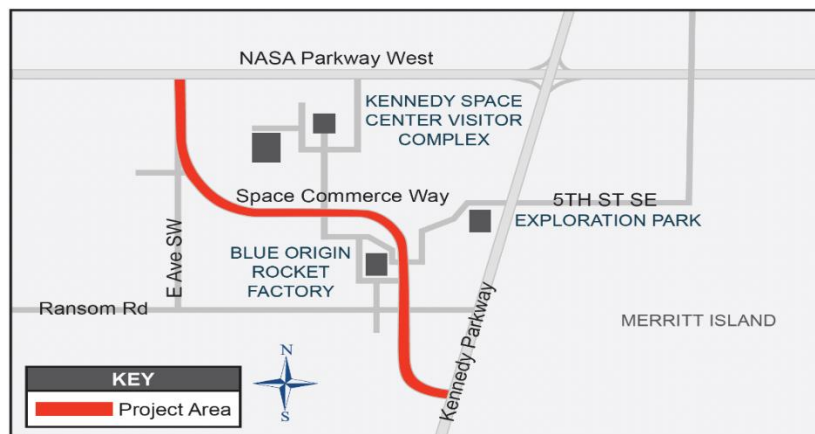 NASA Parkway West
KENNEDY SPACE
CENTER VISITOR
COMPLEX
Space Commerce Way
5TH ST SE
EXPLORATION PARK
E Ave SW
BLUE ORIGIN
ROCKET
FACTORY
Ransom Rd
Kennedy Parkway
MERRITT ISLAND
N
S
KEY
Project Area